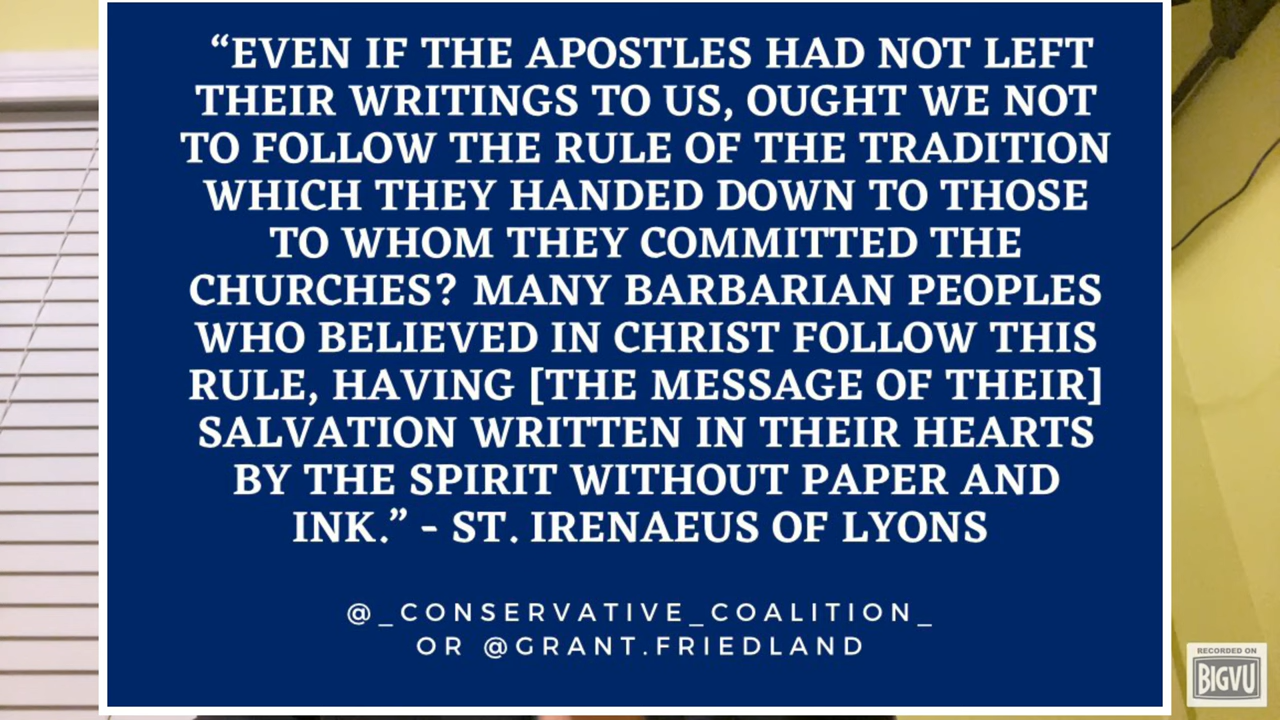 “EVEN IF THE APOSTLES HAD NOT LEFT
THEIR WRITINGS TO US, OUGHT WE NOT
TO FOLLOW THE RULE OF THE TRADITION
WHICH THEY HANDED DOWN TO THOSE
TO WHOM THEY COMMITTED THE
CHURCHES? MANY BARBARIAN PEOPLES
WHO BELIEVED IN CHRIST FOLLOW THIS
RULE, HAVING [THE MESSAGE OF THEIR]
SALVATION WRITTEN IN THEIR HEARTS
BY THE SPIRIT WITHOUT PAPER AND
INK.” - ST. IRENAEUS OF LYONS
@_CONSERVATIVE_COALITION_
OR @GRANT.FRIEDLAND
RECORDED ON
BIGVU